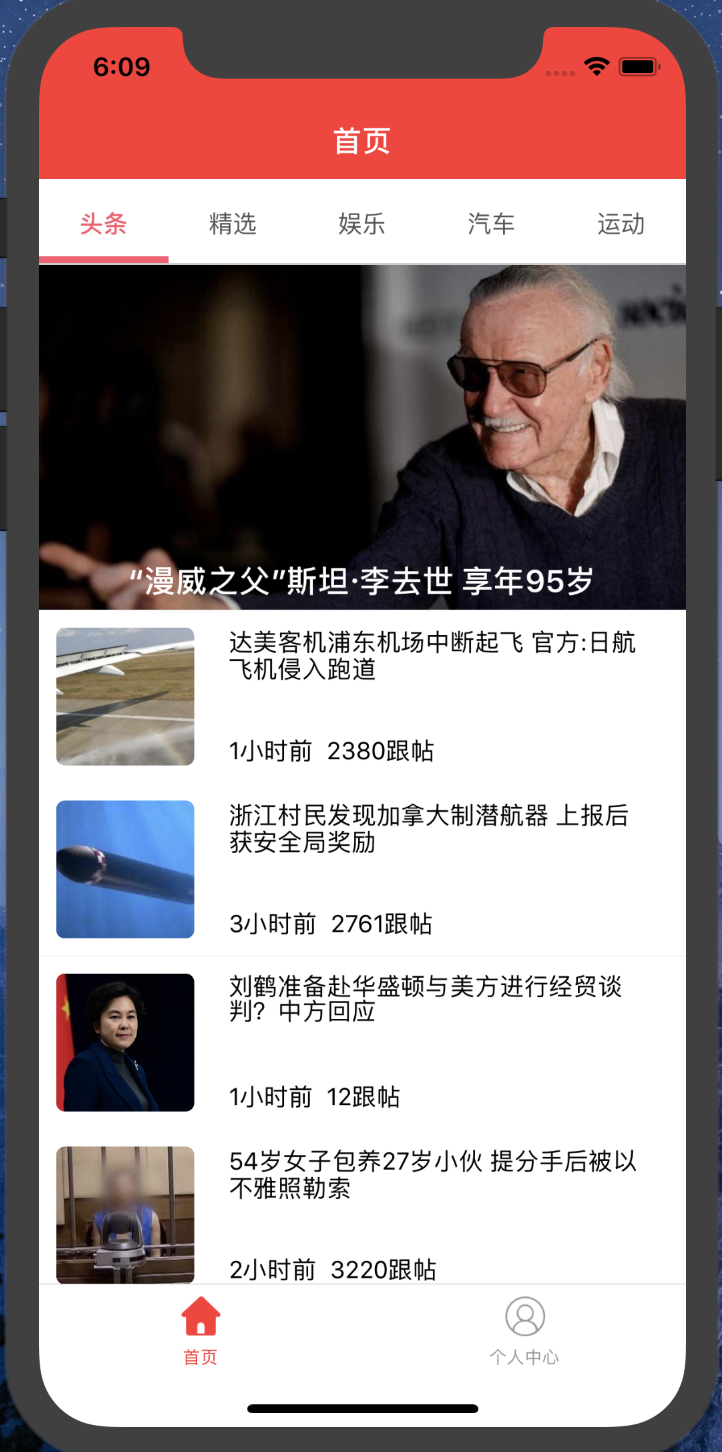 6:09
首页
头条 精选 娱乐 汽车 运动
“漫威之父”斯坦·李去世 享年95岁
达美客机浦东机场中断起飞 官方:日航
飞机侵入跑道
1小时前 2380跟帖
浙江村民发现加拿大制潜航器 上报后
获安全局奖励
3小时前 2761跟帖
刘鹤准备赴华盛顿与美方进行经贸谈
判？中方回应
1小时前 12跟帖
54岁女子包养27岁小伙 提分手后被以
不雅照勒索
2小时前 3220跟帖
首页 个人中心